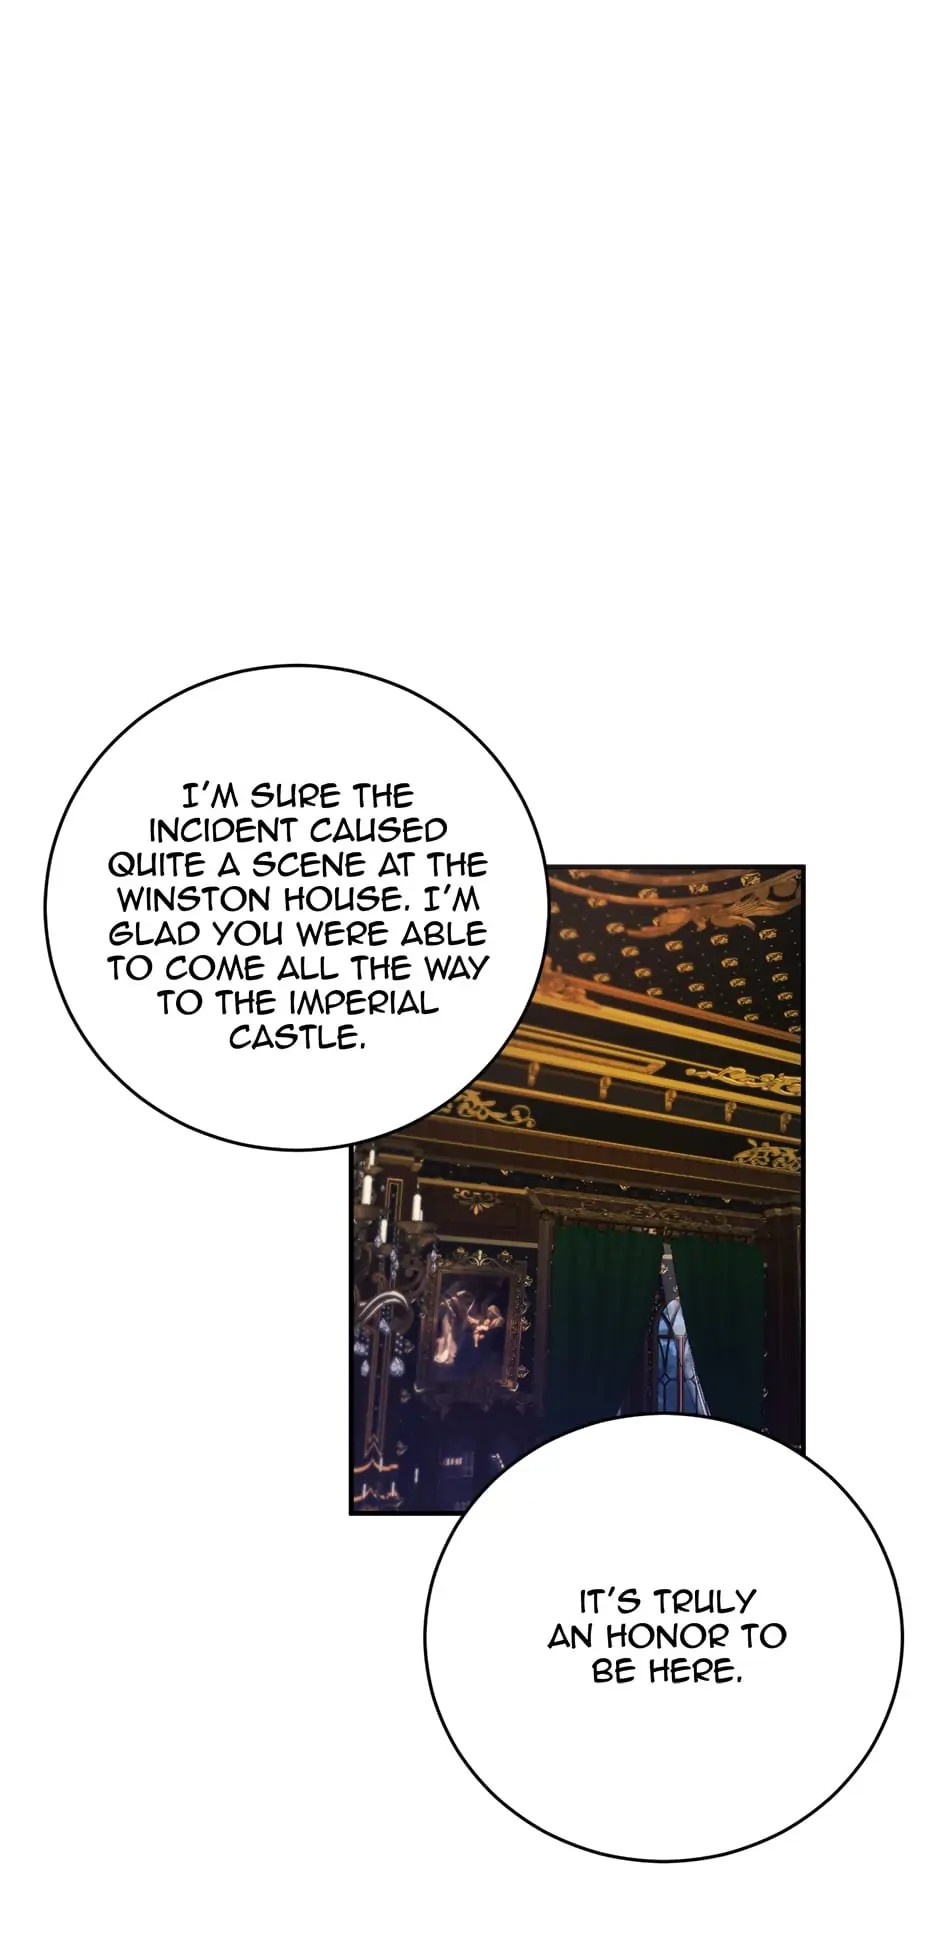 I'M SURE THE
INCIDENT CAUSED
QUITE A SCENE AT THE
WINSTON HOUSE. I'M
GLAD YOU WERE ABLE
TO COME ALL THE WAY
TO THE IMPERIAL
CASTLE.
IT'S TRULY
AN HONOR TO
BE HERE.